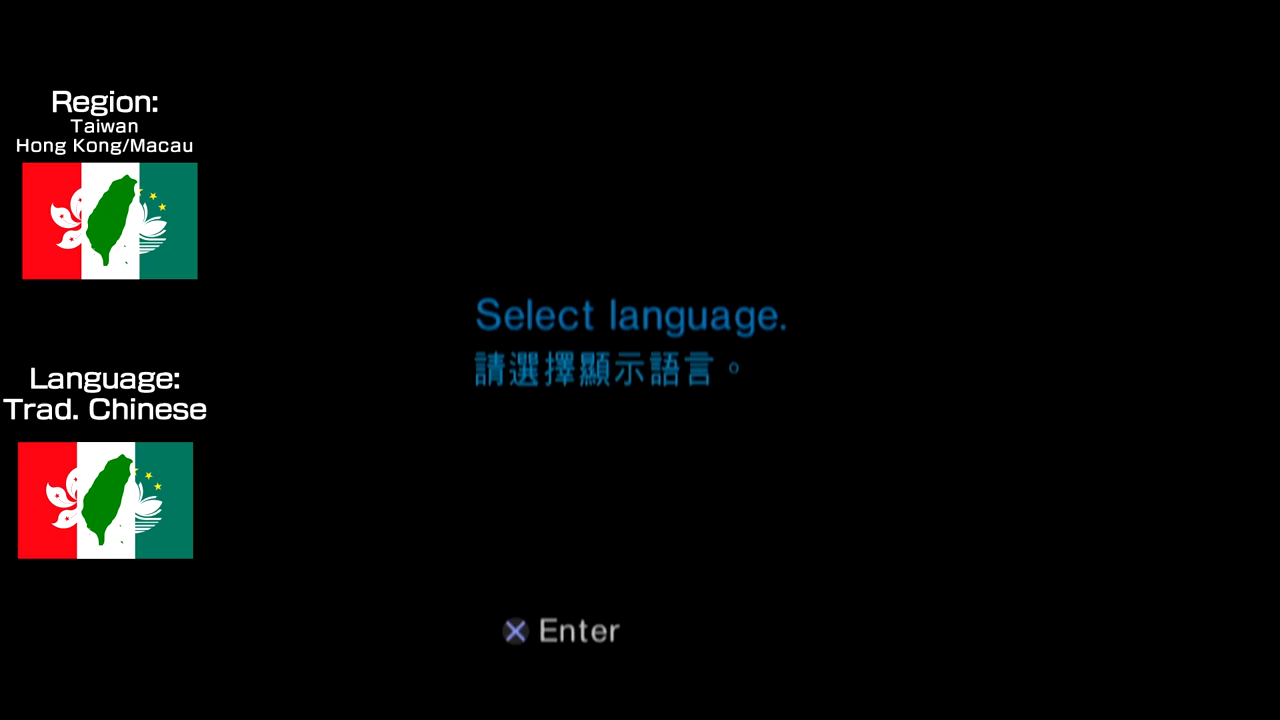 Region:
Taiwan
Hong Kong/Macau
Select language.
請選擇顯示語言。
Language:
Trad. Chinese
Enter